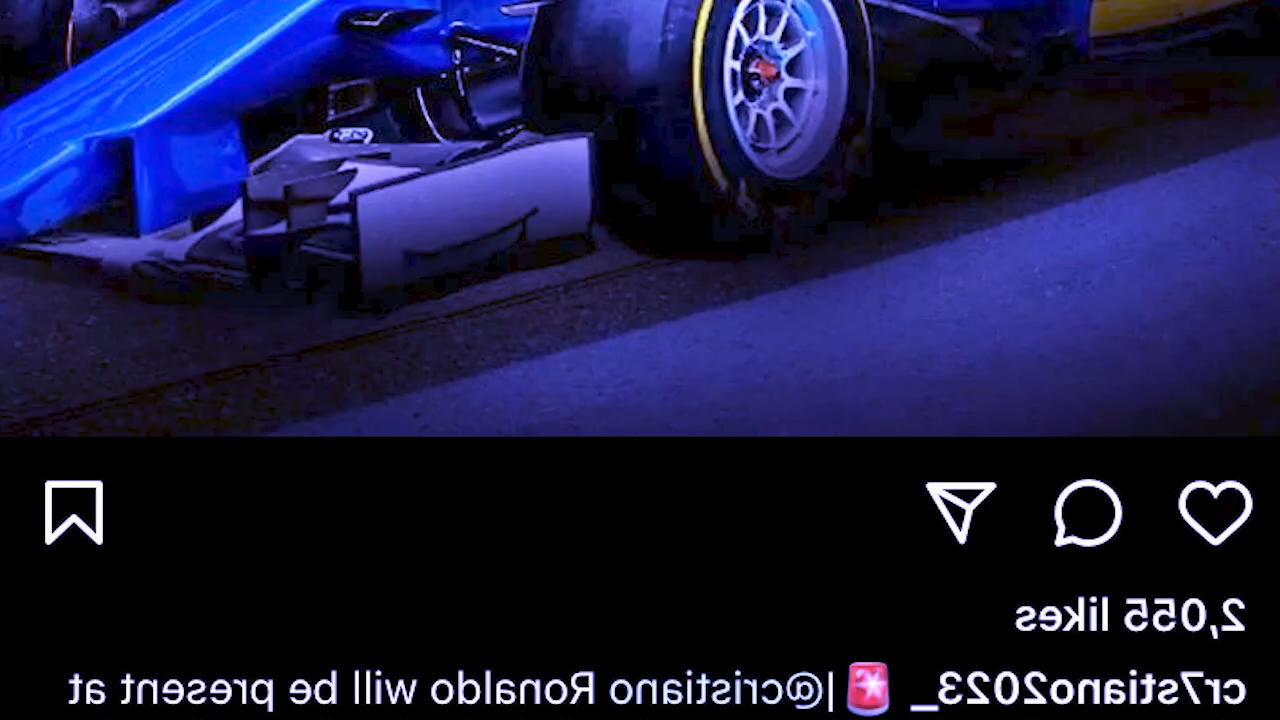 2,055 likes
cr7stiano2023_ 🚨|@cristiano Ronaldo will be present at